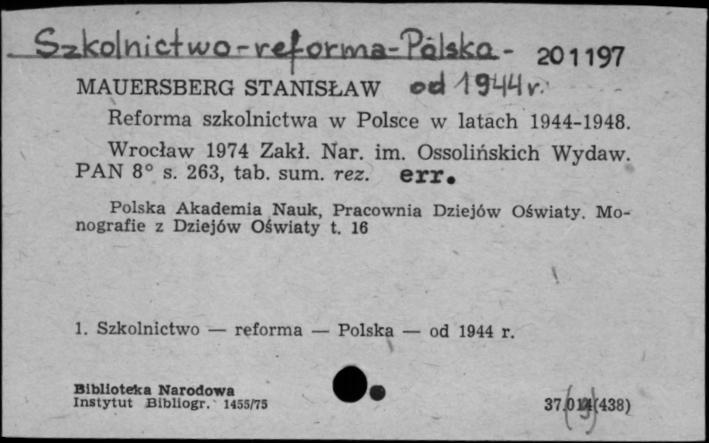 Szkolnictwo-reforma-Polska- 201197
MAUERSBERG STANISŁAW od 1944 r.
Reforma szkolnictwa w Polsce w latach 1944-1948.
Wrocław 1974 Zakł. Nar. im. Ossolińskich Wydaw.
PAN 8° s. 263, tab. sum. rez. err.
Polska Akademia Nauk, Pracownia Dziejów Oświaty. Mo-
nografie z Dziejów Oświaty t. 16
1. Szkolnictwo — reforma — Polska — od 1944 r.
Biblioteka Narodowa
Instytut Bibliogr. 1455/75
37.014(438)